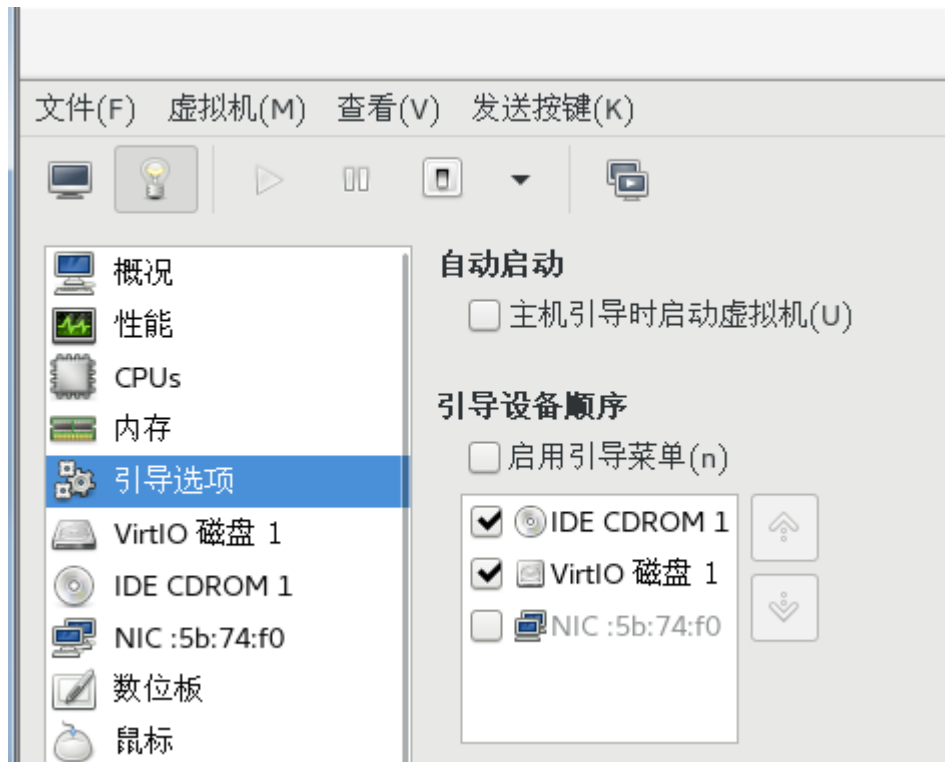 文件(F) 虚拟机(M) 查看(V) 发送按键(K)
概况
性能
CPUs
内存
引导选项
VirtIO 磁盘 1
IDE CDROM 1
NIC :5b:74:f0
数位板
鼠标
自动启动
主机引导时启动虚拟机(U)
引导设备顺序
启用引导菜单(n)
IDE CDROM 1
VirtIO 磁盘 1
NIC :5b:74:f0